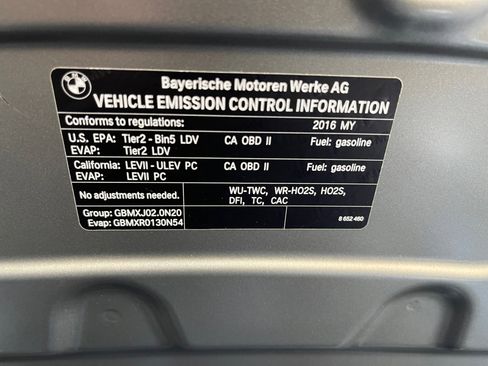 BMW
Bayerische Motoren Werke AG
VEHICLE EMISSION CONTROL INFORMATION
Conforms to regulations: 2016 MY
U.S. EPA: Tier2 - Bin5 LDV CA OBD II Fuel: gasoline
EVAP: Tier2 LDV
California: LEVII - ULEV PC CA OBD II Fuel: gasoline
EVAP: LEVII PC
No adjustments needed. WU-TWC, WR-HO2S, HO2S,
DFI, TC, CAC
Group: GBMXJ02.0N20
Evap: GBMXR0130N54 8 652 460